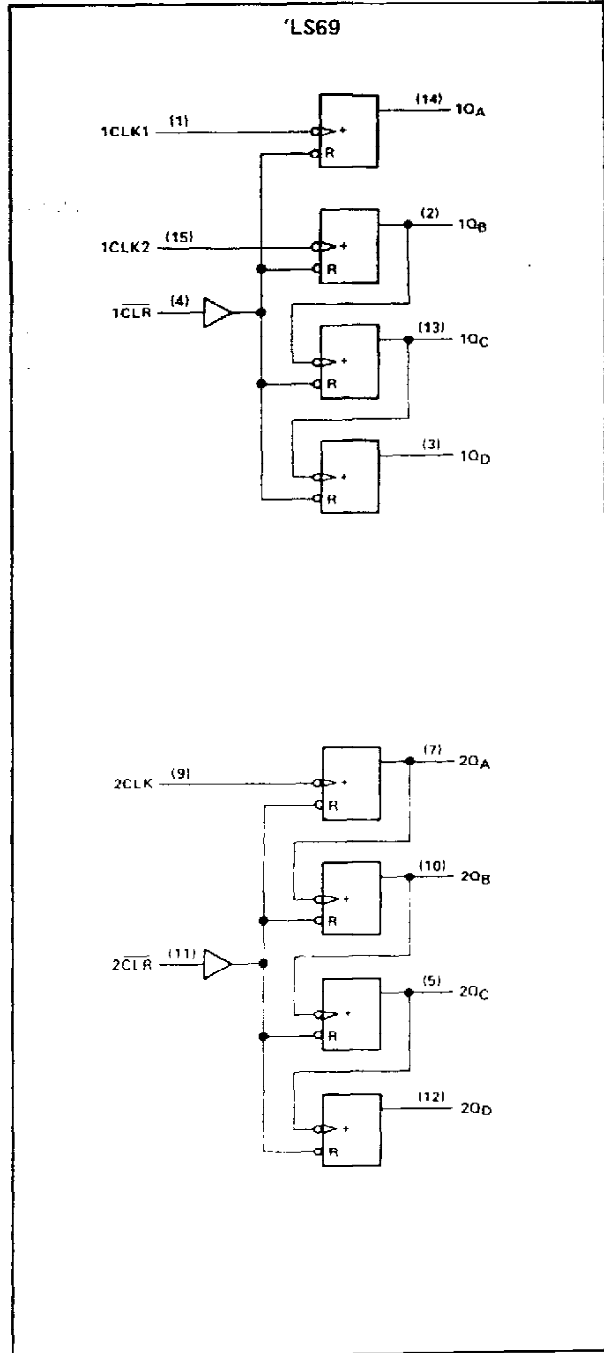 'LS69
1CLK1 (1) + R (14) 1QA
1CLK2 (15) + R (2) 1QB
1CLR (4) + R (13) 1QC
+ R (3) 1QD
2CLK (9) + R (7) 2QA
+ R (10) 2QB
2CLR (11) + R (5) 2QC
+ R (12) 2QD